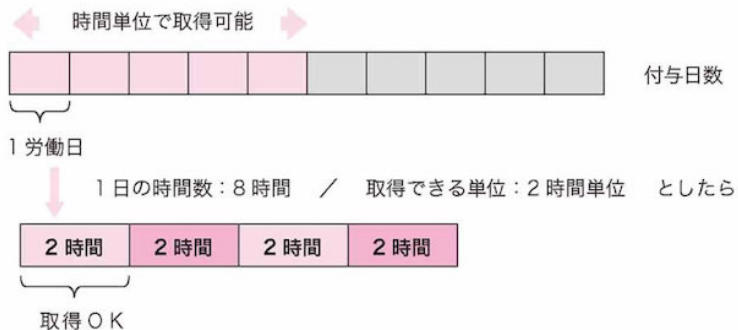 時間単位で取得可能
付与日数
1労働日
1日の時間数：8時間　／　取得できる単位：2時間単位　としたら
2時間　2時間　2時間　2時間
取得ＯＫ